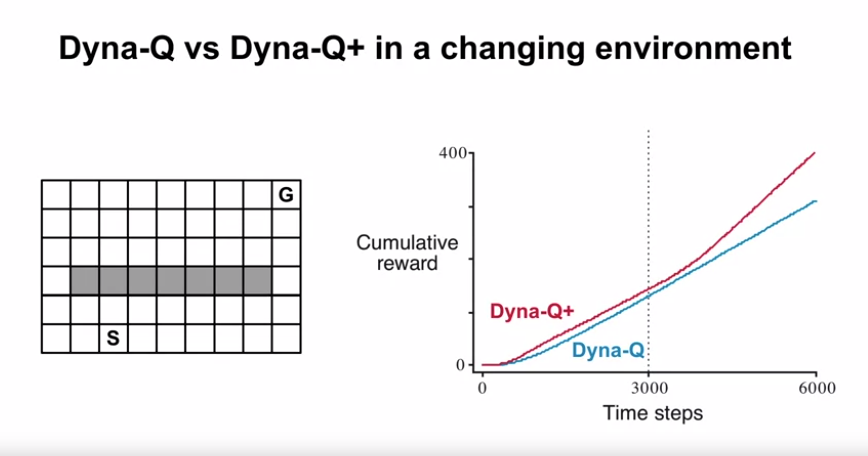 Dyna-Q vs Dyna-Q+ in a changing environment
G
S
400
Cumulative
reward
Dyna-Q+
Dyna-Q
0
0
3000
6000
Time steps